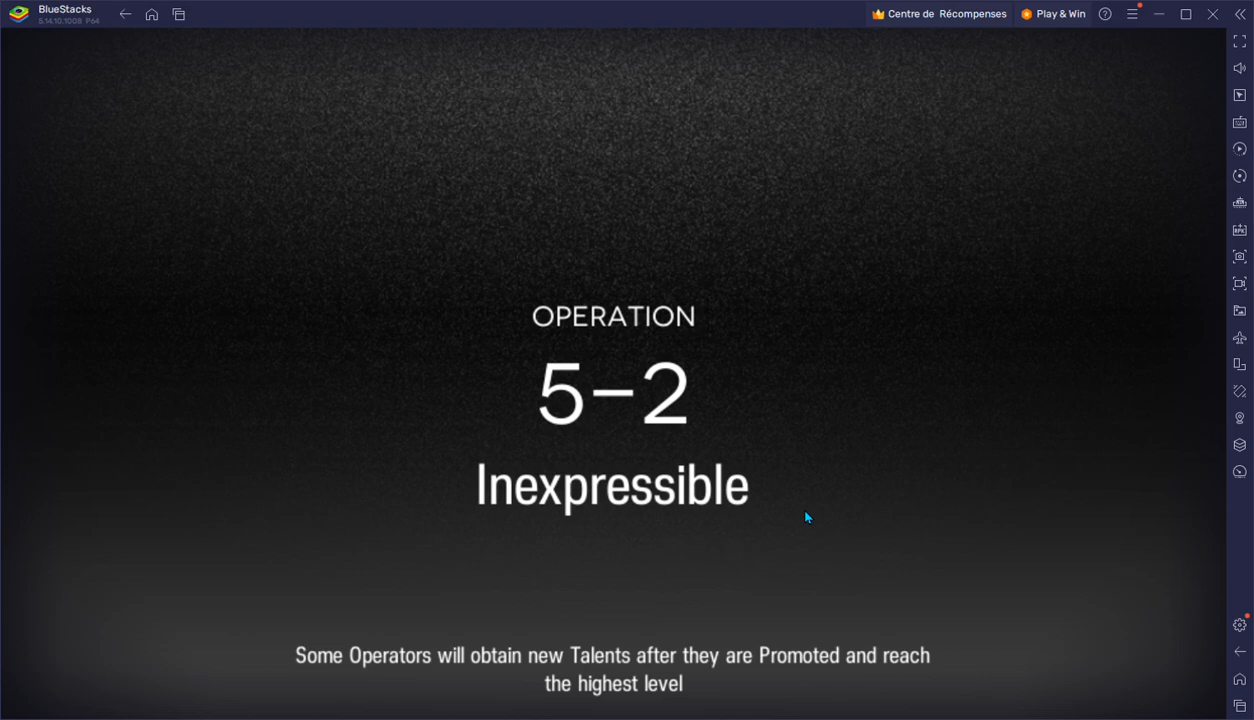 BlueStacks
5.14.10.1008 P64
Centre de Récompenses
Play & Win
OPERATION
5-2
Inexpressible
Some Operators will obtain new Talents after they are Promoted and reach
the highest level